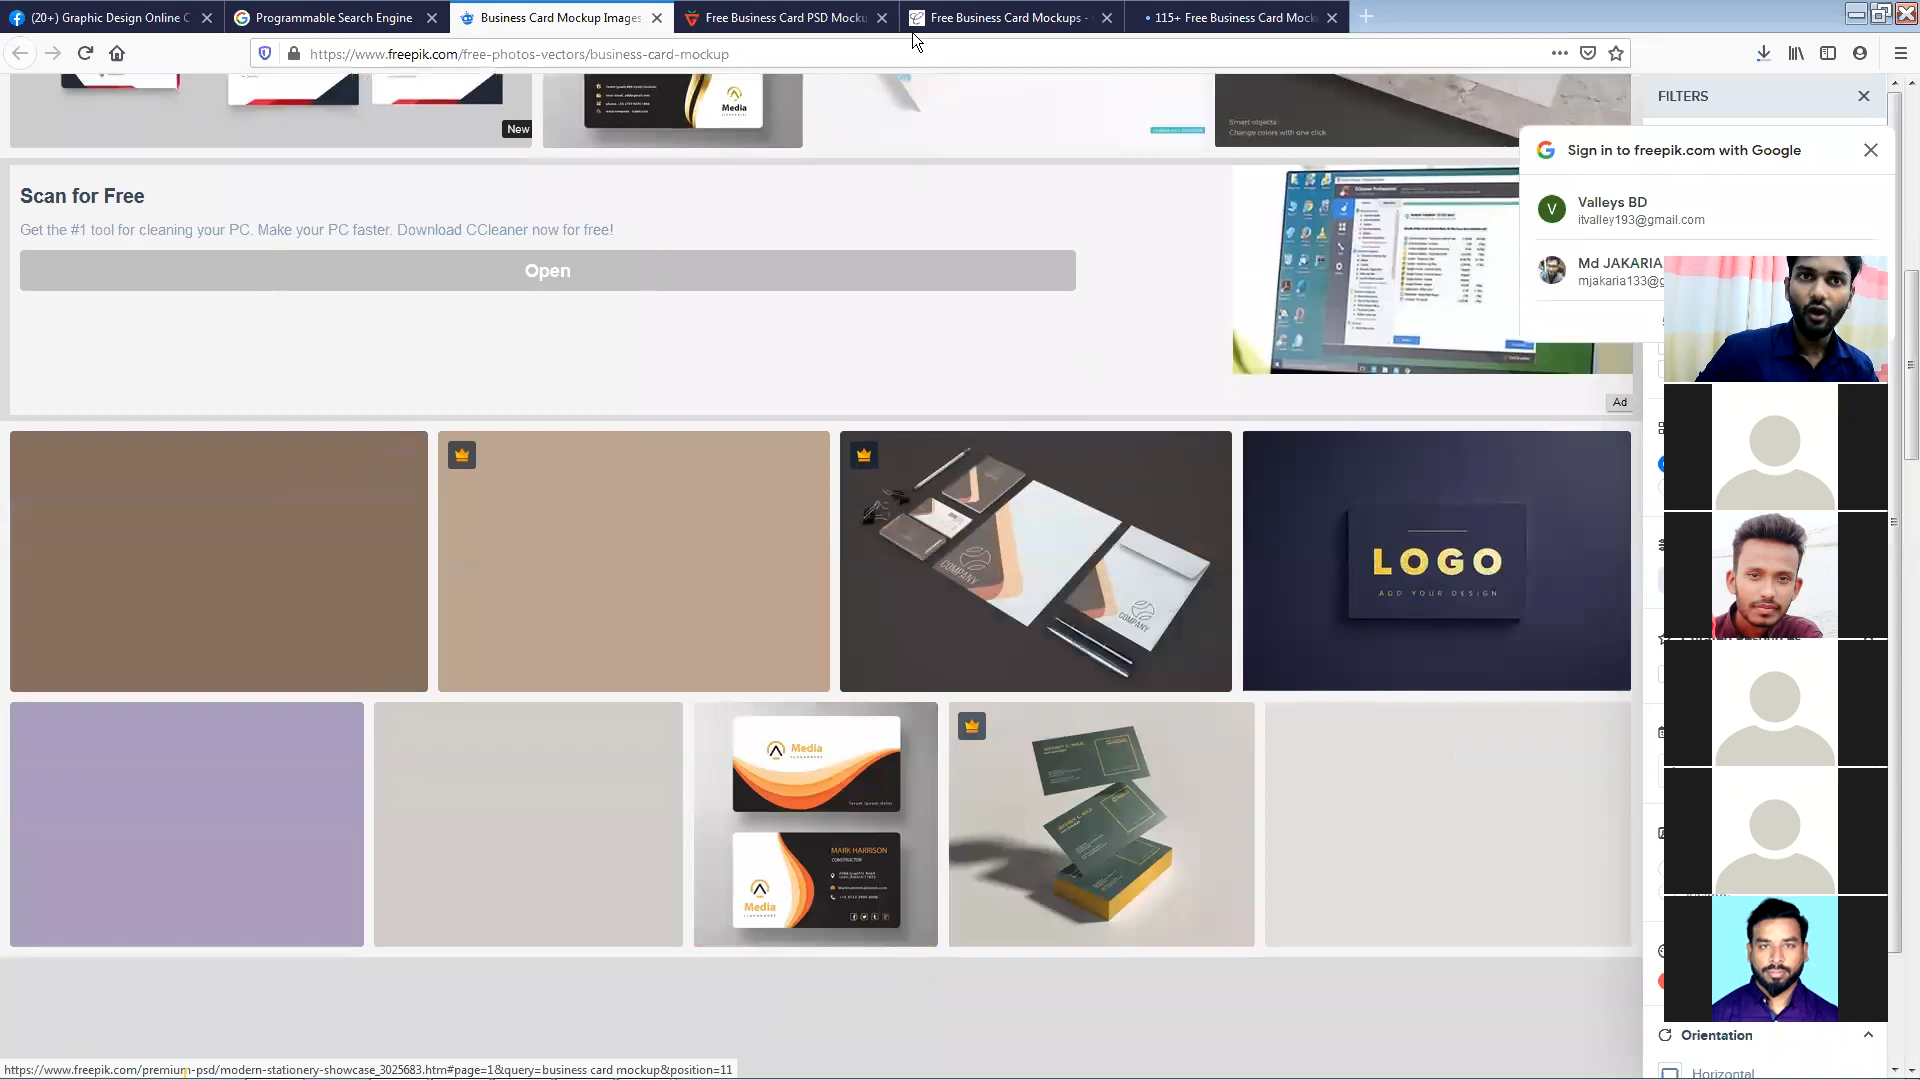 (20+) Graphic Design Online C
Programmable Search Engine
Business Card Mockup Images
Free Business Card PSD Mocku
Free Business Card Mockups -
115+ Free Business Card Mock
https://www.freepik.com/free-photos-vectors/business-card-mockup
FILTERS
New
Media
Smart objects
Change colors with one click
Sign in to freepik.com with Google
V
Valleys BD
itvalley193@gmail.com
Md JAKARIA
mjakaria133@g
Scan for Free
Get the #1 tool for cleaning your PC. Make your PC faster. Download CCleaner now for free!
Open
Ad
COMPANY
COMPANY
LOGO
ADD YOUR DESIGN
Media
MARK HARRISON
CONSTRUCTOR
Media
Orientation
Horizontal
https://www.freepik.com/premium-psd/modern-stationery-showcase_3025683.htm#page=1&query=business card mockup&position=11